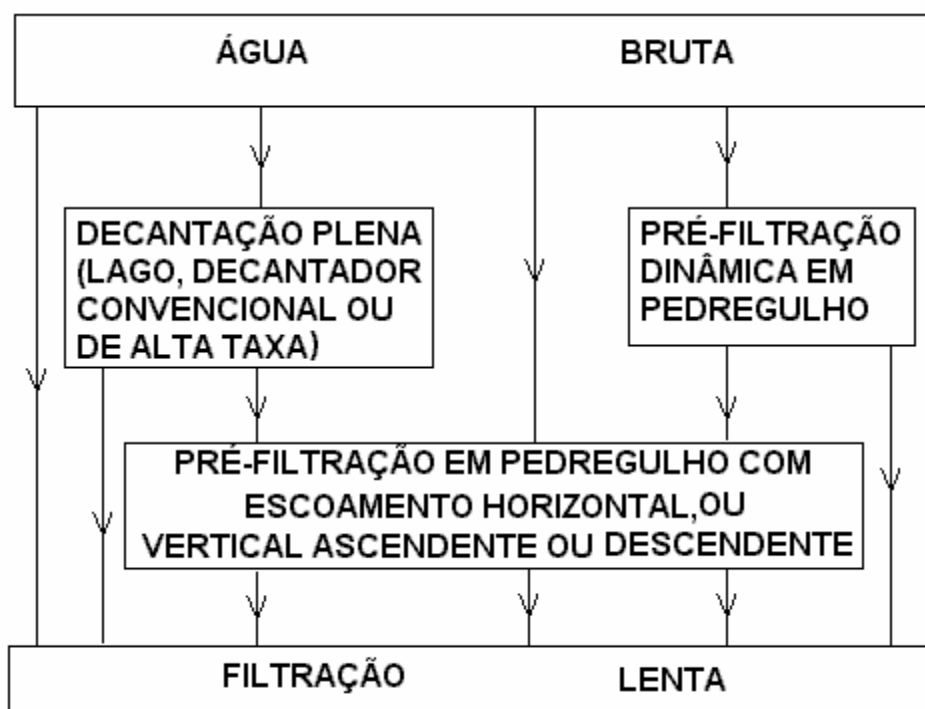 ÁGUA BRUTA
DECANTAÇÃO PLENA
(LAGO, DECANTADOR
CONVENCIONAL OU
DE ALTA TAXA)
PRÉ-FILTRAÇÃO
DINÂMICA EM
PEDREGULHO
PRÉ-FILTRAÇÃO EM PEDREGULHO COM
ESCOAMENTO HORIZONTAL,OU
VERTICAL ASCENDENTE OU DESCENDENTE
FILTRAÇÃO LENTA